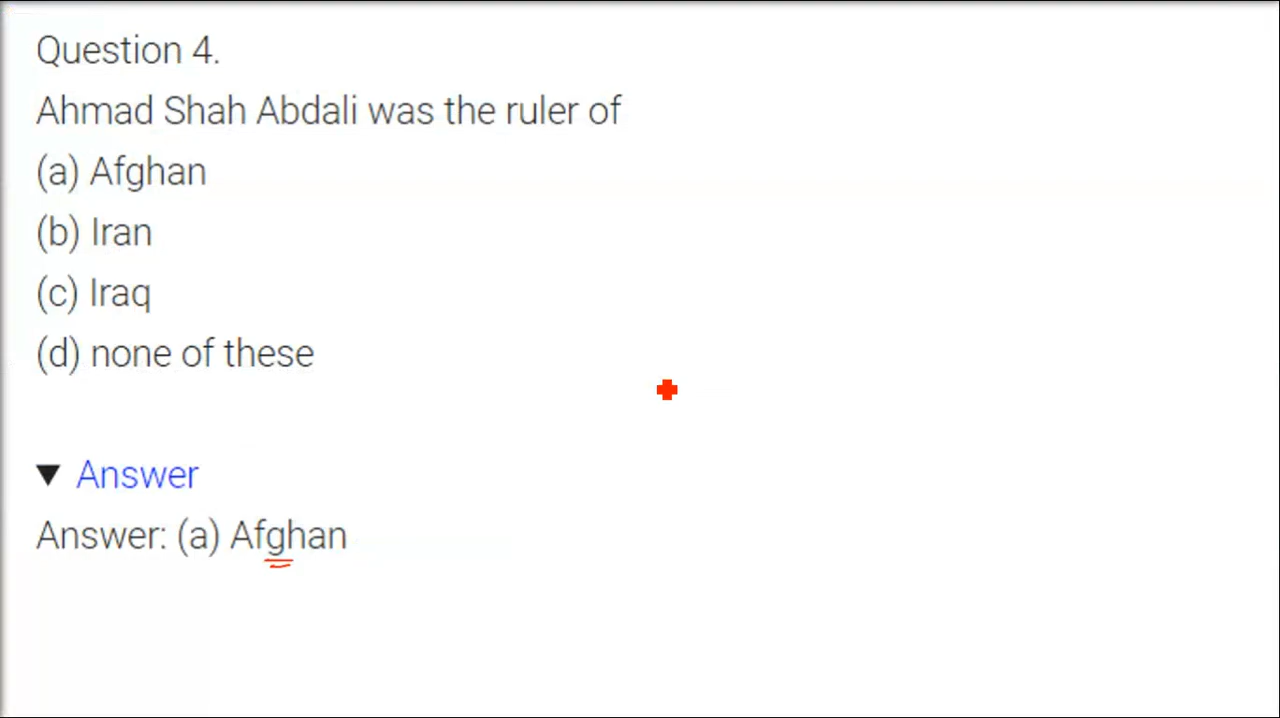 Question 4.
Ahmad Shah Abdali was the ruler of
(a) Afghan
(b) Iran
(c) Iraq
(d) none of these
▼ Answer
Answer: (a) Afghan